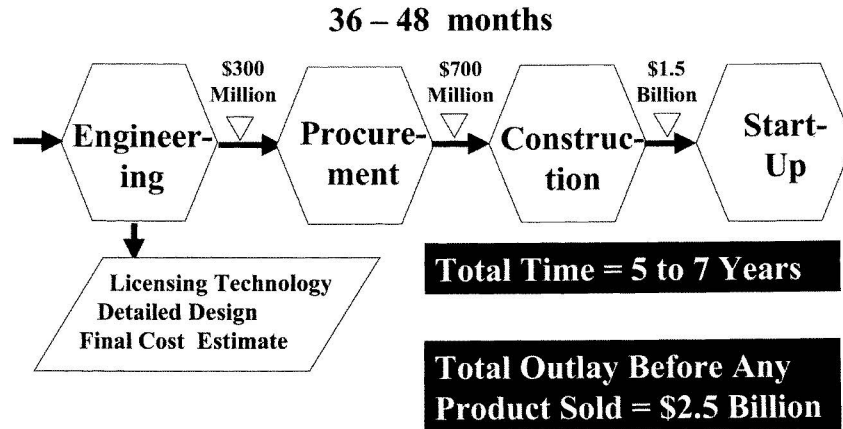 36 – 48 months
$300
Million
$700
Million
$1.5
Billion
Engineer-
ing
Procure-
ment
Construc-
tion
Start-
Up
Licensing Technology
Detailed Design
Final Cost Estimate
Total Time = 5 to 7 Years
Total Outlay Before Any
Product Sold = $2.5 Billion